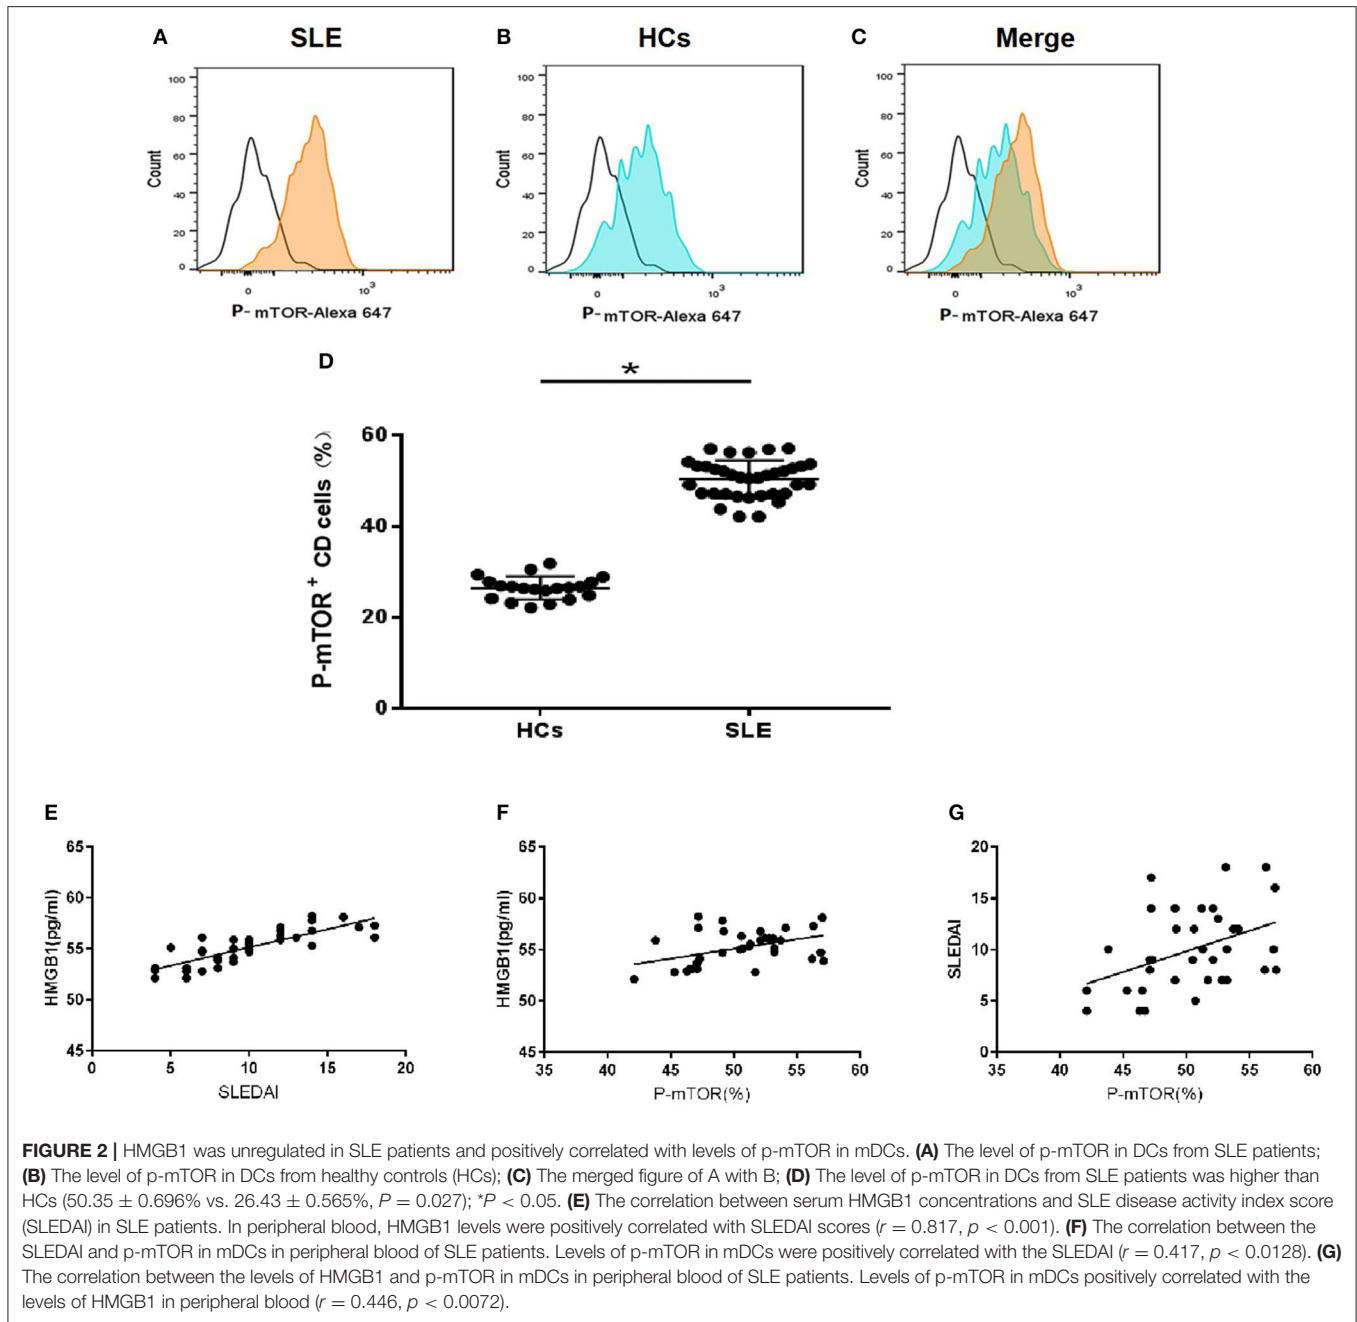 A SLE B HCs C Merge
100 100 100
80 80 80
60 60 60
40 40 40
20 20 20
0 0 0
Count Count Count
0 10³ 0 10³ 0 10³
P- mTOR-Alexa 647 P- mTOR-Alexa 647 P- mTOR-Alexa 647
D
*
P-mTOR⁺ CD cells (%)
60
40
20
0
HCs SLE
E F G
HMGB1(pg/ml)
65
60
55
50
45
0 5 10 15 20
SLEDAI
HMGB1(pg/ml)
65
60
55
50
45
35 40 45 50 55 60
P-mTOR(%)
SLEDAI
20
15
10
5
0
35 40 45 50 55 60
P-mTOR(%)
FIGURE 2 | HMGB1 was unregulated in SLE patients and positively correlated with levels of p-mTOR in mDCs. (A) The level of p-mTOR in DCs from SLE patients;
(B) The level of p-mTOR in DCs from healthy controls (HCs); (C) The merged figure of A with B; (D) The level of p-mTOR in DCs from SLE patients was higher than
HCs (50.35 ± 0.696% vs. 26.43 ± 0.565%, P = 0.027); *P < 0.05. (E) The correlation between serum HMGB1 concentrations and SLE disease activity index score
(SLEDAI) in SLE patients. In peripheral blood, HMGB1 levels were positively correlated with SLEDAI scores (r = 0.817, p < 0.001). (F) The correlation between the
SLEDAI and p-mTOR in mDCs in peripheral blood of SLE patients. Levels of p-mTOR in mDCs were positively correlated with the SLEDAI (r = 0.417, p < 0.0128). (G)
The correlation between the levels of HMGB1 and p-mTOR in mDCs in peripheral blood of SLE patients. Levels of p-mTOR in mDCs positively correlated with the
levels of HMGB1 in peripheral blood (r = 0.446, p < 0.0072).